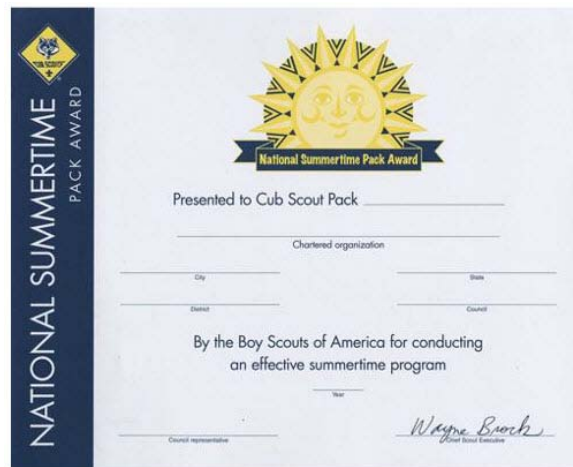 NATIONAL SUMMERTIME
PACK AWARD
National Summertime Pack Award
Presented to Cub Scout Pack
Chartered organization
City
State
District
Council
By the Boy Scouts of America for conducting
an effective summertime program
Year
Wayne Brock
Council representative
Chief Scout Executive